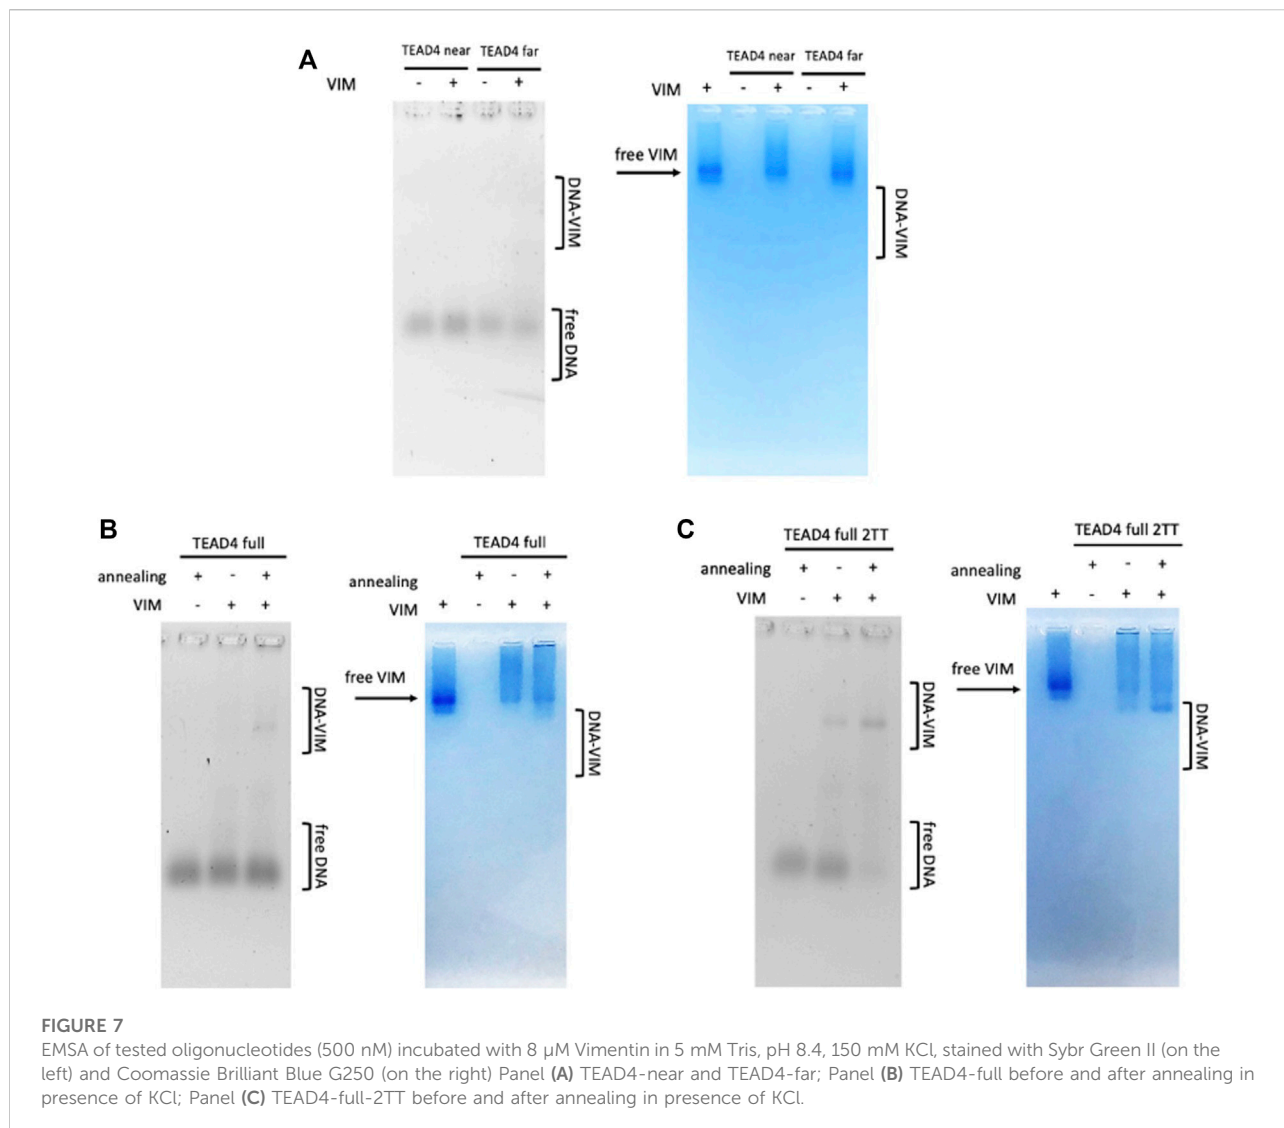 A
TEAD4 near TEAD4 far
VIM - + - +
DNA-VIM
free DNA
TEAD4 near TEAD4 far
VIM + - + - +
free VIM
DNA-VIM
B
TEAD4 full
annealing + - +
VIM - + +
DNA-VIM
free DNA
TEAD4 full
annealing + - +
VIM + - + +
free VIM
DNA-VIM
C
TEAD4 full 2TT
annealing + - +
VIM - + +
DNA-VIM
free DNA
TEAD4 full 2TT
annealing + - +
VIM + - + +
free VIM
DNA-VIM
FIGURE 7
EMSA of tested oligonucleotides (500 nM) incubated with 8 µM Vimentin in 5 mM Tris, pH 8.4, 150 mM KCl, stained with Sybr Green II (on the
left) and Coomassie Brilliant Blue G250 (on the right) Panel (A) TEAD4-near and TEAD4-far; Panel (B) TEAD4-full before and after annealing in
presence of KCl; Panel (C) TEAD4-full-2TT before and after annealing in presence of KCl.